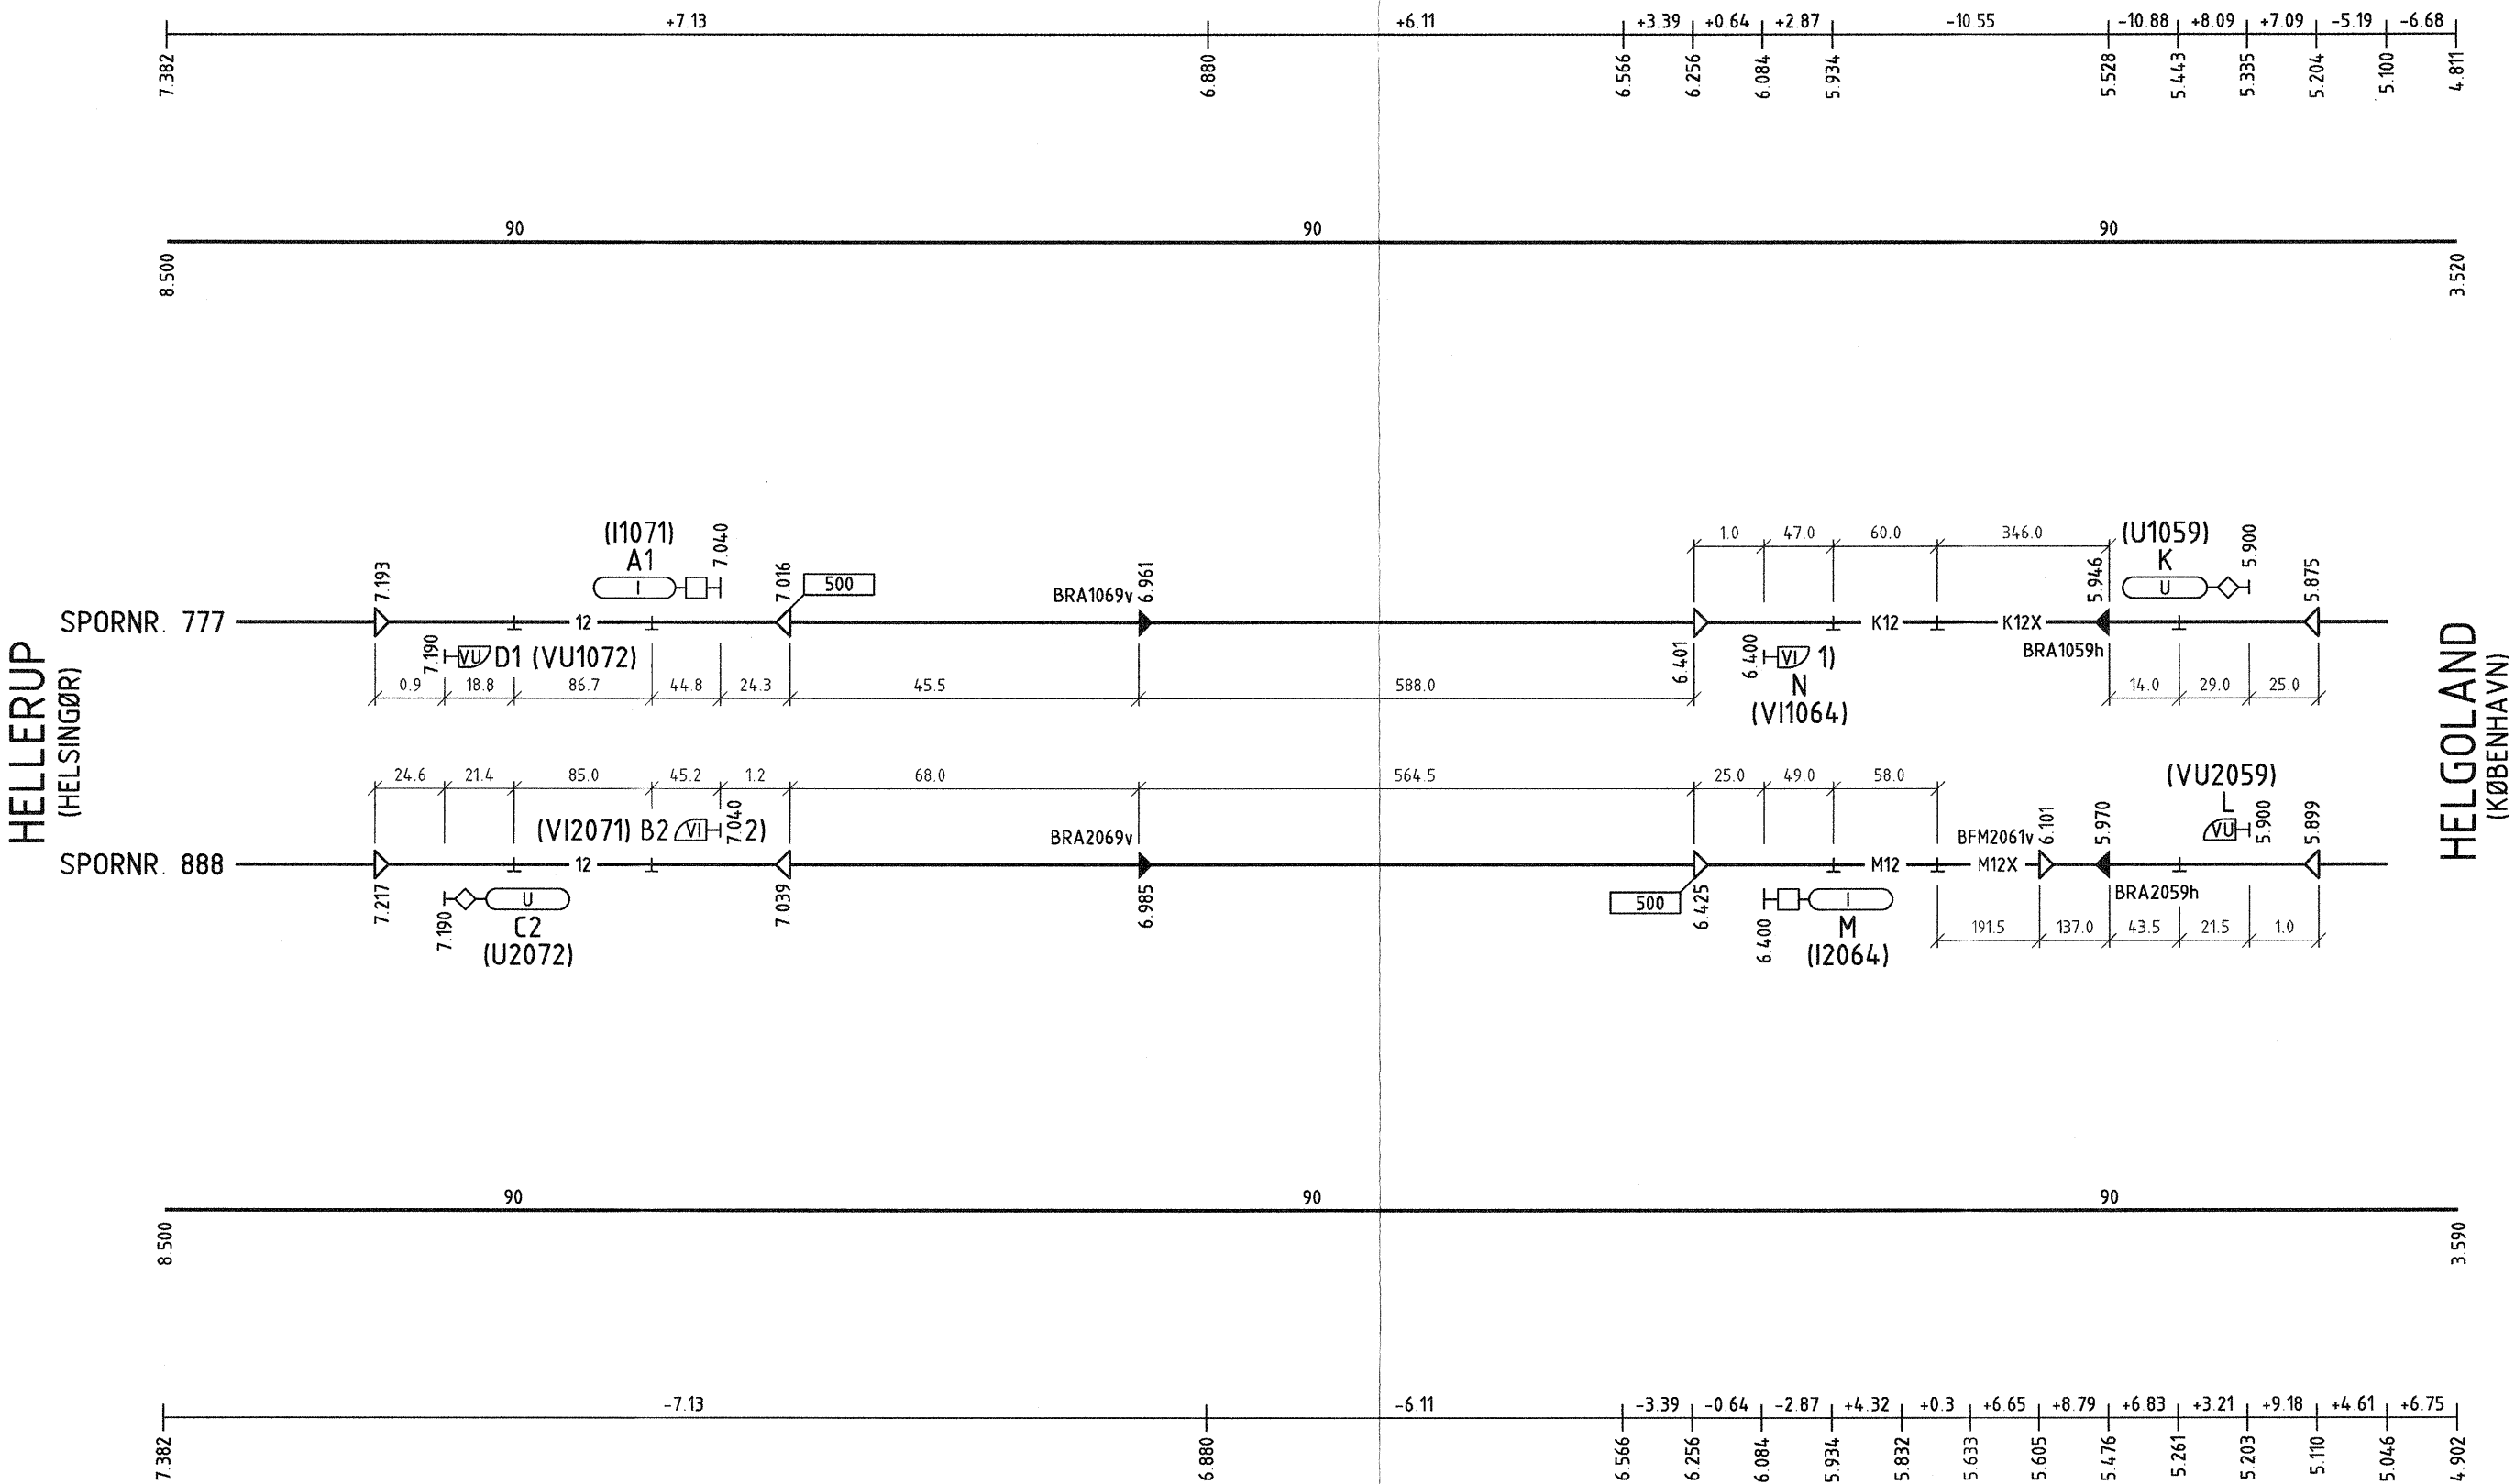 +7.13 +6.11 +3.39 +0.64 +2.87 -10 55 -10.88 +8.09 +7.09 -5.19 -6.68
7.382 6.880 6.566 6.256 6.084 5.934 5.528 5.443 5.335 5.204 5.100 4.811
90 90 90
8.500 3.520
HELLERUP
(HELSINGØR)
HELGOLAND
(KØBENHAVN)
(I1071)
A1
I
7.040
1.0 47.0 60.0 346.0
(U1059)
K
U
5.900
7.193 7.016 500 BRA1069v 6.961 5.946 5.875
SPORNR. 777 12 K12 K12X
7.190 VU D1 (VU1072) 6.401 6.400 VI 1) BRA1059h
N
(VI1064)
0.9 18.8 86.7 44.8 24.3 45.5 588.0 14.0 29.0 25.0
24.6 21.4 85.0 45.2 1.2 68.0 564.5 25.0 49.0 58.0
(VU2059)
L
VU
5.900
(VI2071) B2 VI 7.040 2) BRA2069v BFM2061v 6.101 5.970 5.899
SPORNR. 888 12 M12 M12X
7.217 7.190 U 7.039 6.985 500 6.425 6.400 I BRA2059h
C2
(U2072)
M
(I2064)
191.5 137.0 43.5 21.5 1.0
90 90 90
8.500 3.590
-7.13 -6.11 -3.39 -0.64 -2.87 +4.32 +0.3 +6.65 +8.79 +6.83 +3.21 +9.18 +4.61 +6.75
7.382 6.880 6.566 6.256 6.084 5.934 5.832 5.633 5.605 5.476 5.261 5.203 5.110 5.046 4.902